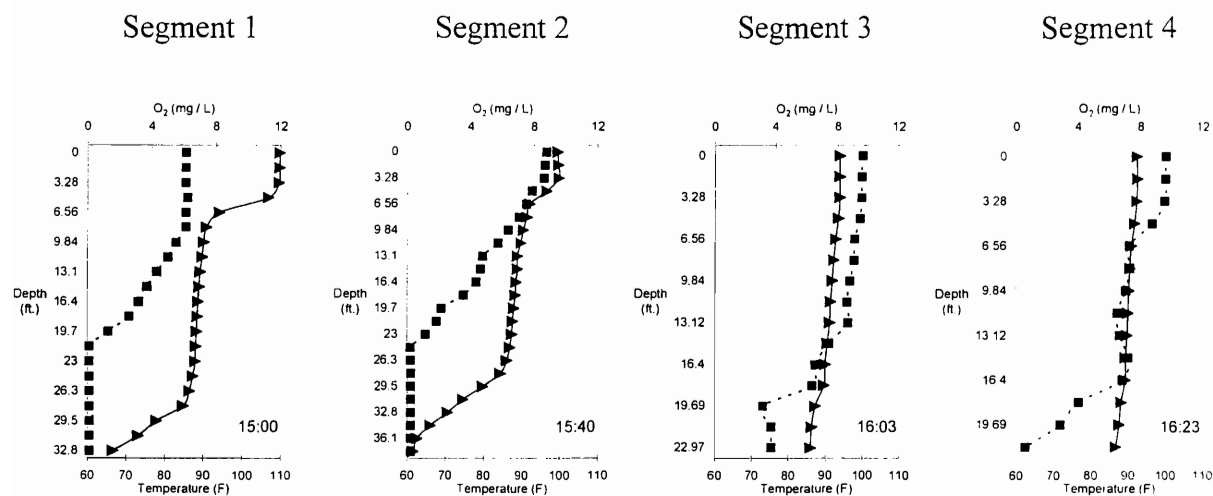 Segment 1
O2 (mg / L)
0 4 8 12
0
3.28
6.56
9.84
13.1
16.4
19.7
23
26.3
29.5
32.8
Depth
(ft.)
15:00
60 70 80 90 100 110
Temperature (F)
Segment 2
O2 (mg / L)
0 4 8 12
0
3.28
6.56
9.84
13.1
16.4
19.7
23
26.3
29.5
32.8
36.1
Depth
(ft.)
15:40
60 70 80 90 100 110
Temperature (F)
Segment 3
O2 (mg / L)
0 4 8 12
0
3.28
6.56
9.84
13.12
16.4
19.69
22.97
Depth
(ft.)
16:03
60 70 80 90 100 110
Temperature (F)
Segment 4
O2 (mg / L)
0 4 8 12
0
3.28
6 56
9.84
13.12
16 4
19 69
Depth
(ft.)
16:23
60 70 80 90 100 110
Temperature (F)